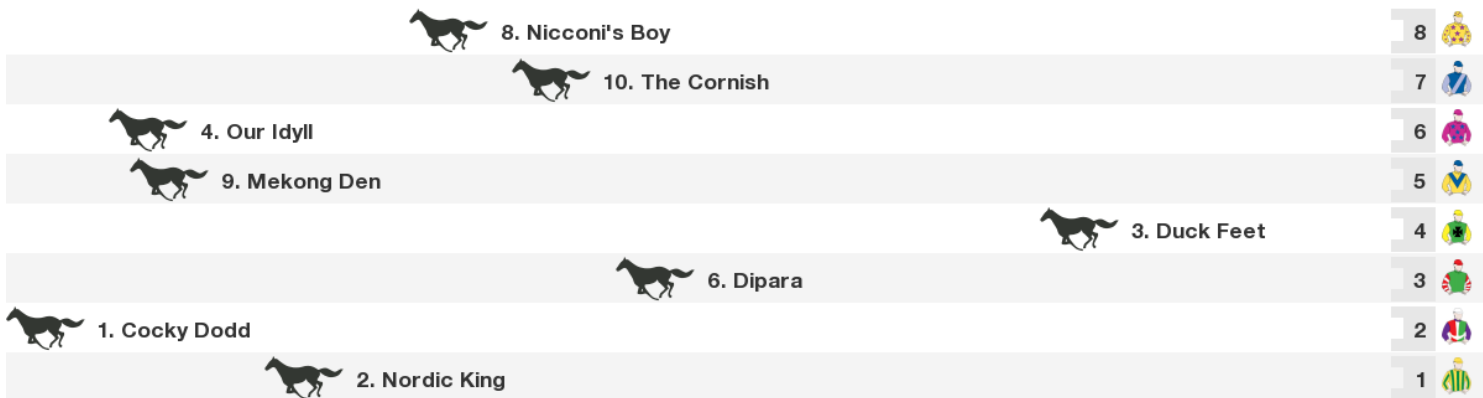 8. Nicconi's Boy 8
10. The Cornish 7
4. Our Idyll 6
9. Mekong Den 5
3. Duck Feet 4
6. Dipara 3
1. Cocky Dodd 2
2. Nordic King 1